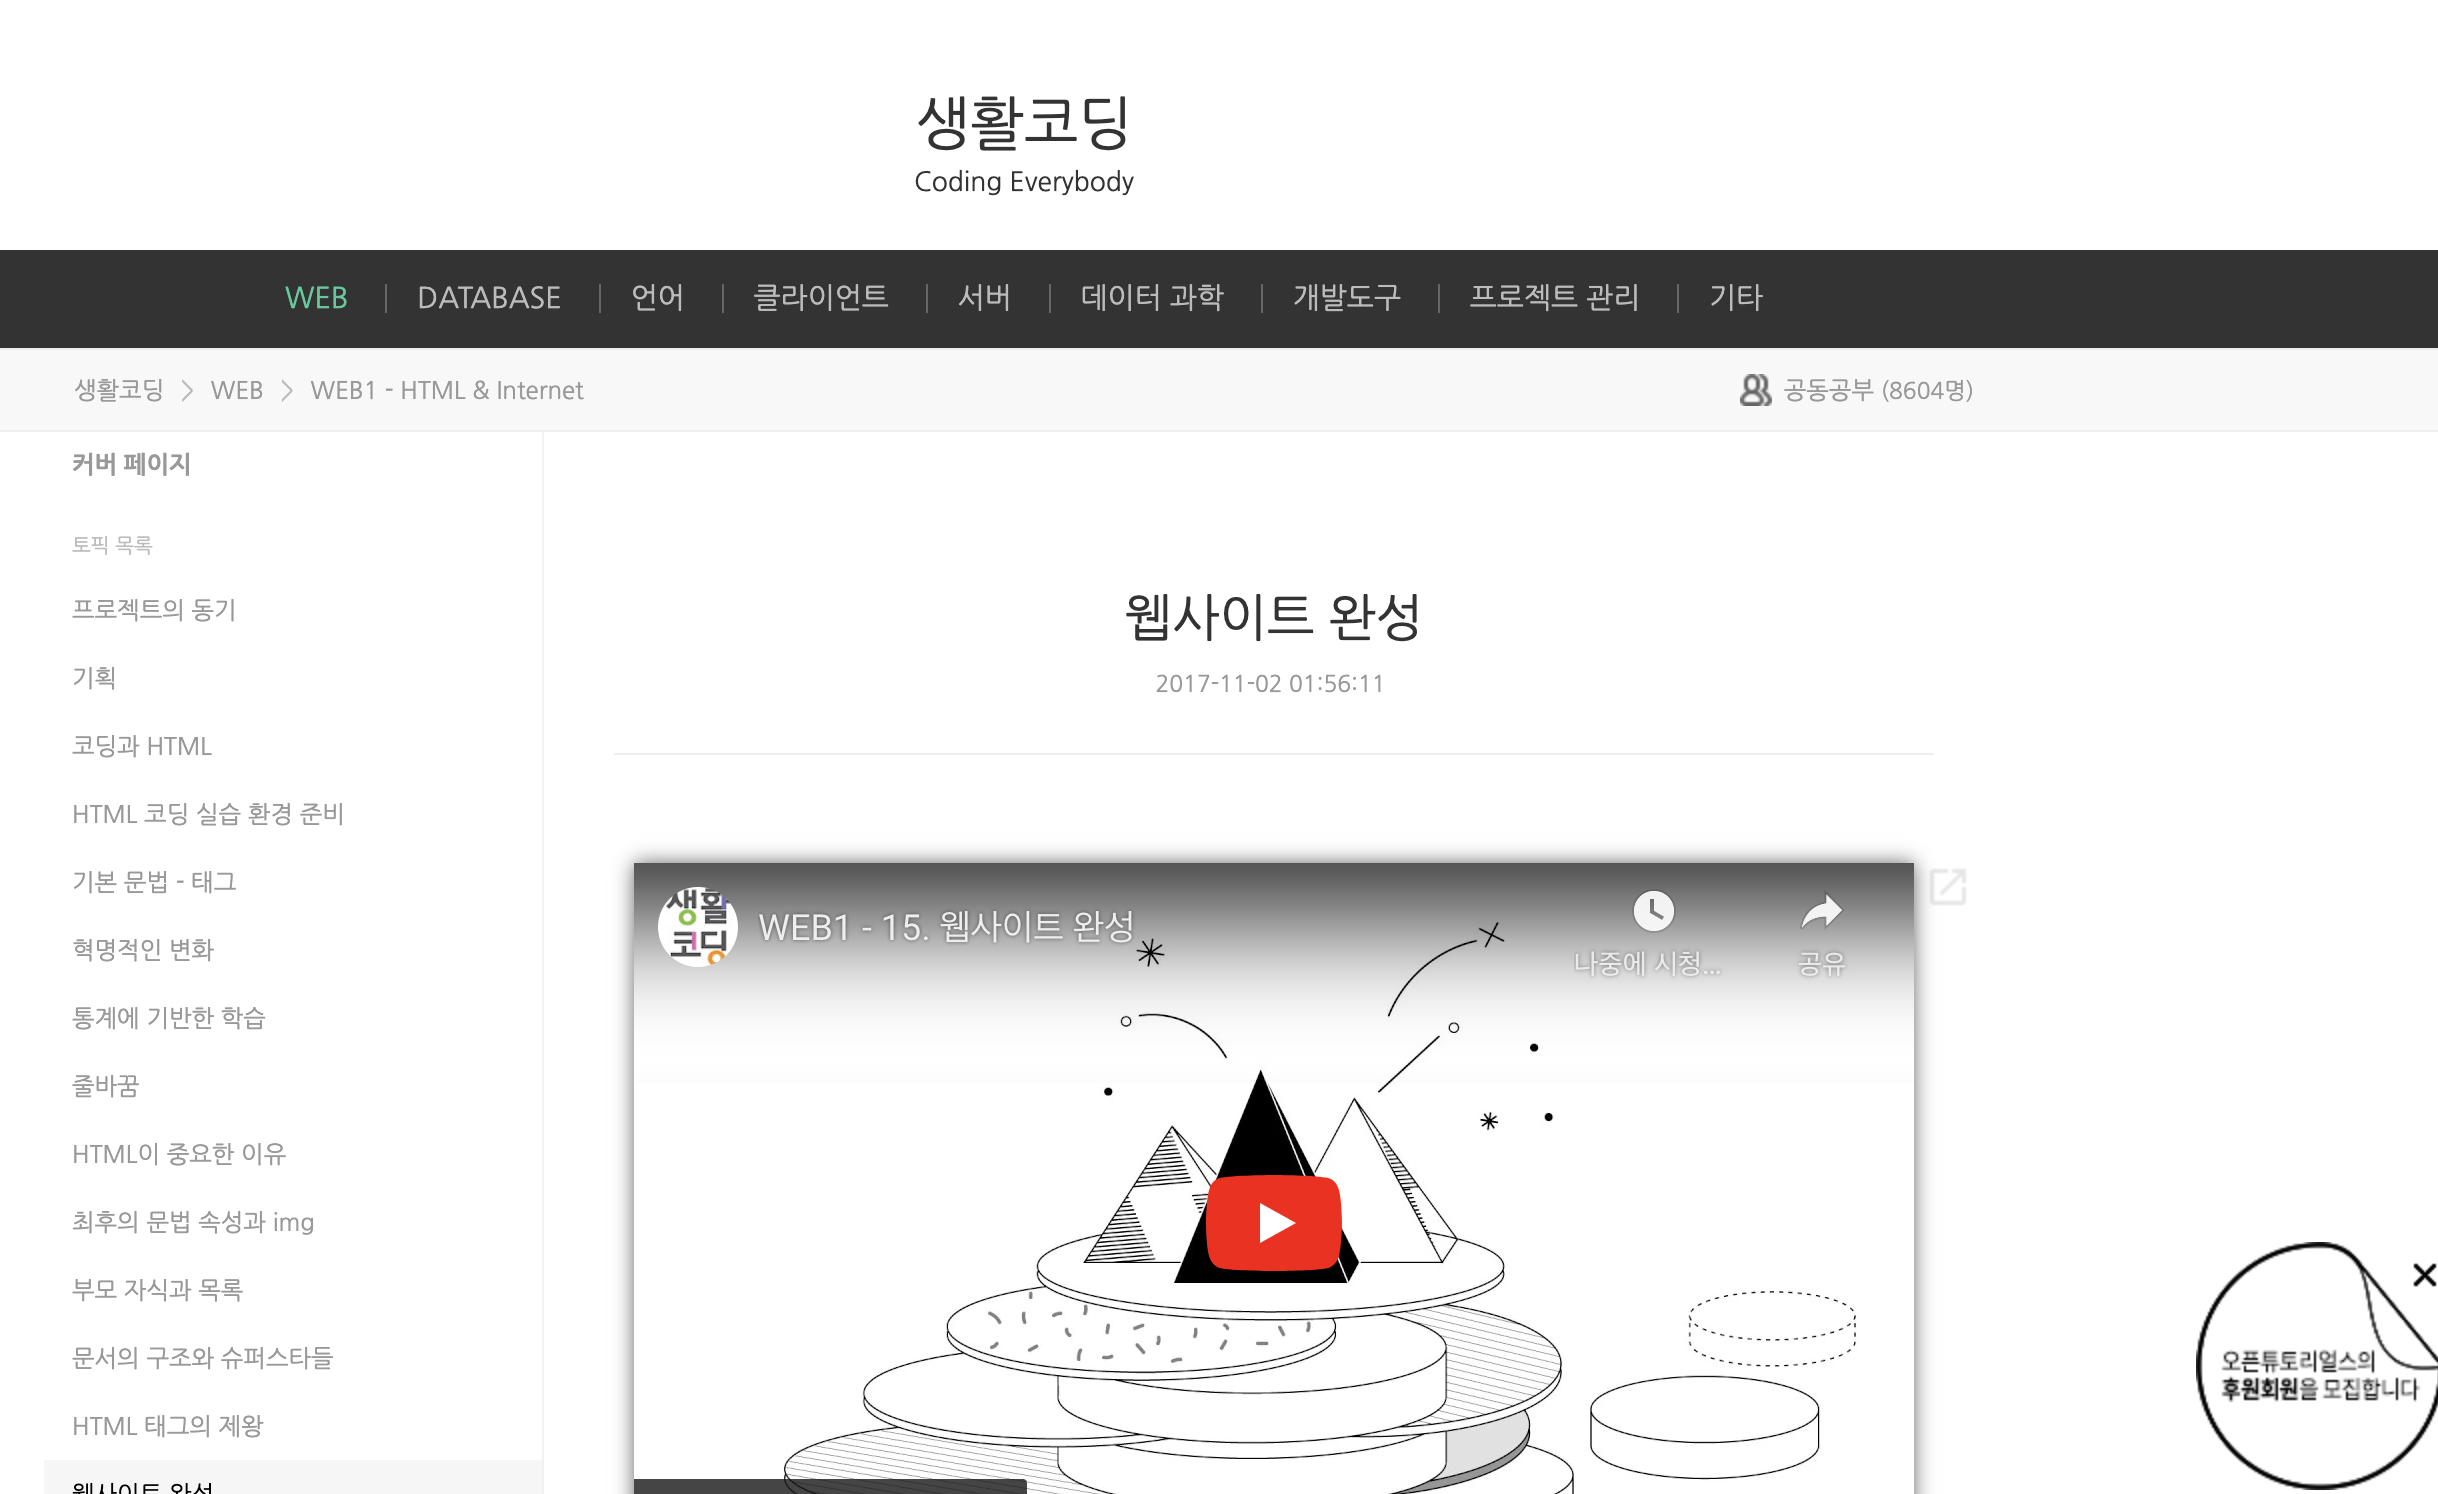 생활코딩
Coding Everybody
WEB | DATABASE | 언어 | 클라이언트 | 서버 | 데이터 과학 | 개발도구 | 프로젝트 관리 | 기타
생활코딩 > WEB > WEB1 - HTML & Internet
공동공부 (8604명)
커버 페이지
토픽 목록
프로젝트의 동기
기획
코딩과 HTML
HTML 코딩 실습 환경 준비
기본 문법 - 태그
혁명적인 변화
통계에 기반한 학습
줄바꿈
HTML이 중요한 이유
최후의 문법 속성과 img
부모 자식과 목록
문서의 구조와 슈퍼스타들
HTML 태그의 제왕
웹사이트 완성
웹사이트 완성
2017-11-02 01:56:11
생활
코딩
WEB1 - 15. 웹사이트 완성
나중에 시청...
공유
오픈튜토리얼스의
후원회원을 모집합니다